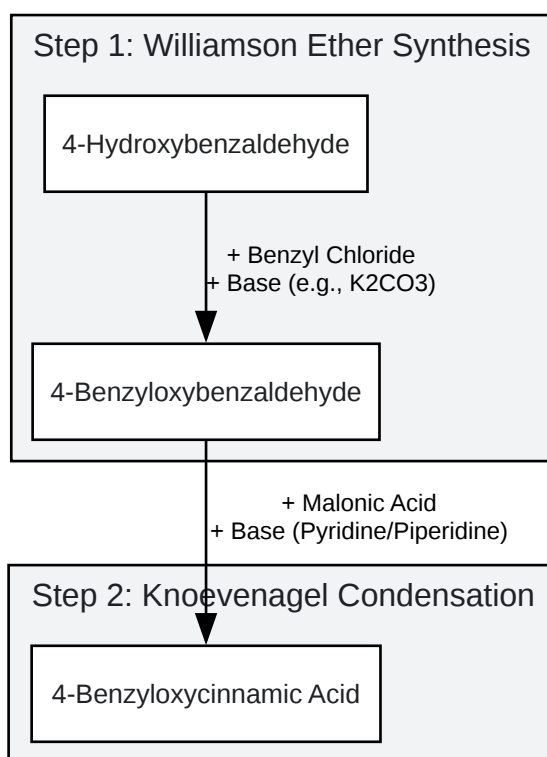 Step 1: Williamson Ether Synthesis
4-Hydroxybenzaldehyde
+ Benzyl Chloride
+ Base (e.g., K2CO3)
4-Benzyloxybenzaldehyde
+ Malonic Acid
+ Base (Pyridine/Piperidine)
Step 2: Knoevenagel Condensation
4-Benzyloxycinnamic Acid